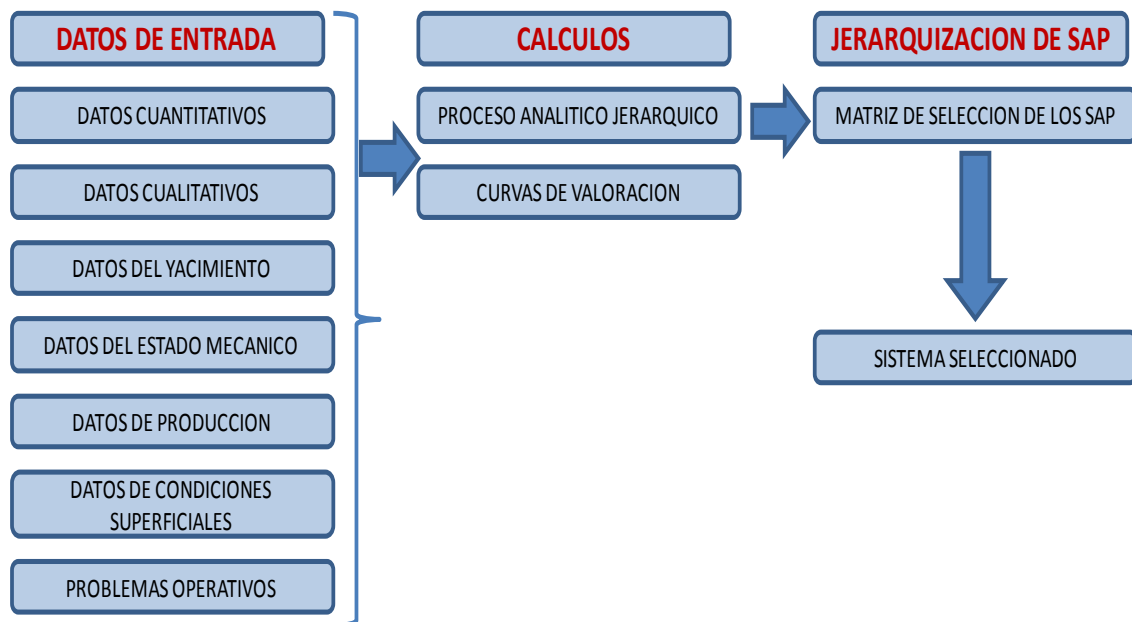 DATOS DE ENTRADA
DATOS CUANTITATIVOS
DATOS CUALITATIVOS
DATOS DEL YACIMIENTO
DATOS DEL ESTADO MECANICO
DATOS DE PRODUCCION
DATOS DE CONDICIONES
SUPERFICIALES
PROBLEMAS OPERATIVOS
CALCULOS
PROCESO ANALITICO JERARQUICO
CURVAS DE VALORACION
JERARQUIZACION DE SAP
MATRIZ DE SELECCION DE LOS SAP
SISTEMA SELECCIONADO